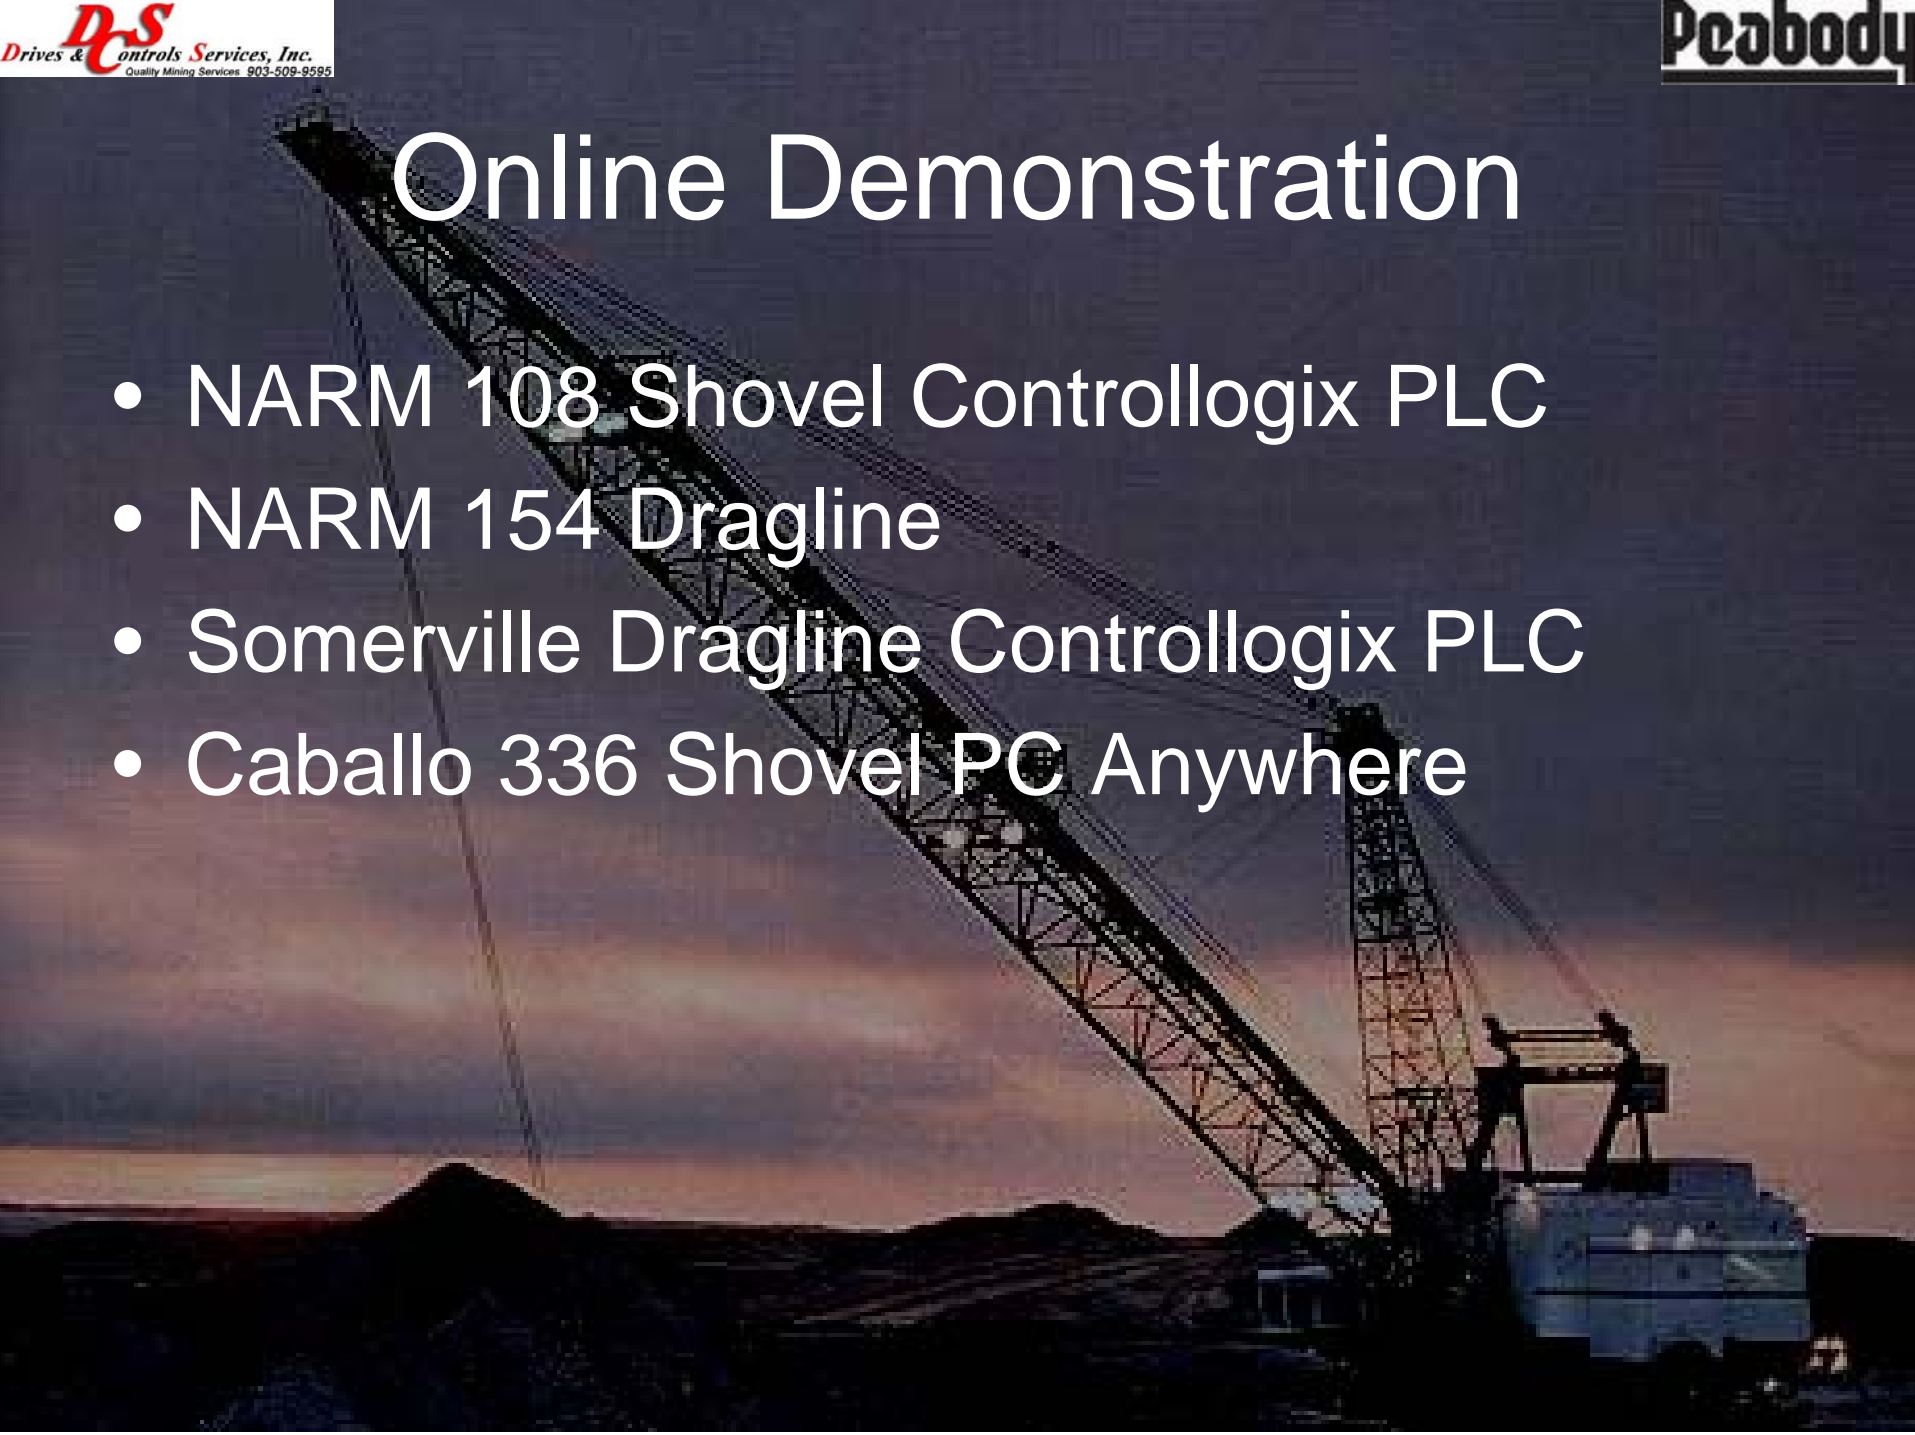 DCS
Drives & Controls Services, Inc.
Quality Mining Services 903-509-9595
Peabody
Online Demonstration
• NARM 108 Shovel Controllogix PLC
• NARM 154 Dragline
• Somerville Dragline Controllogix PLC
• Caballo 336 Shovel PC Anywhere